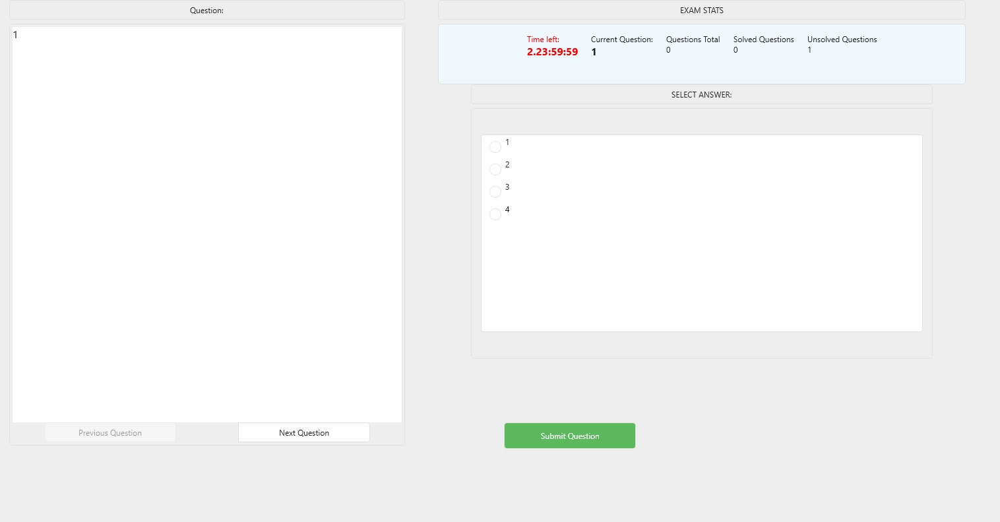 Question:
1
Previous Question
Next Question
EXAM STATS
Time left:
2.23:59:59
Current Question:
1
Questions Total
0
Solved Questions
0
Unsolved Questions
1
SELECT ANSWER:
1
2
3
4
Submit Question